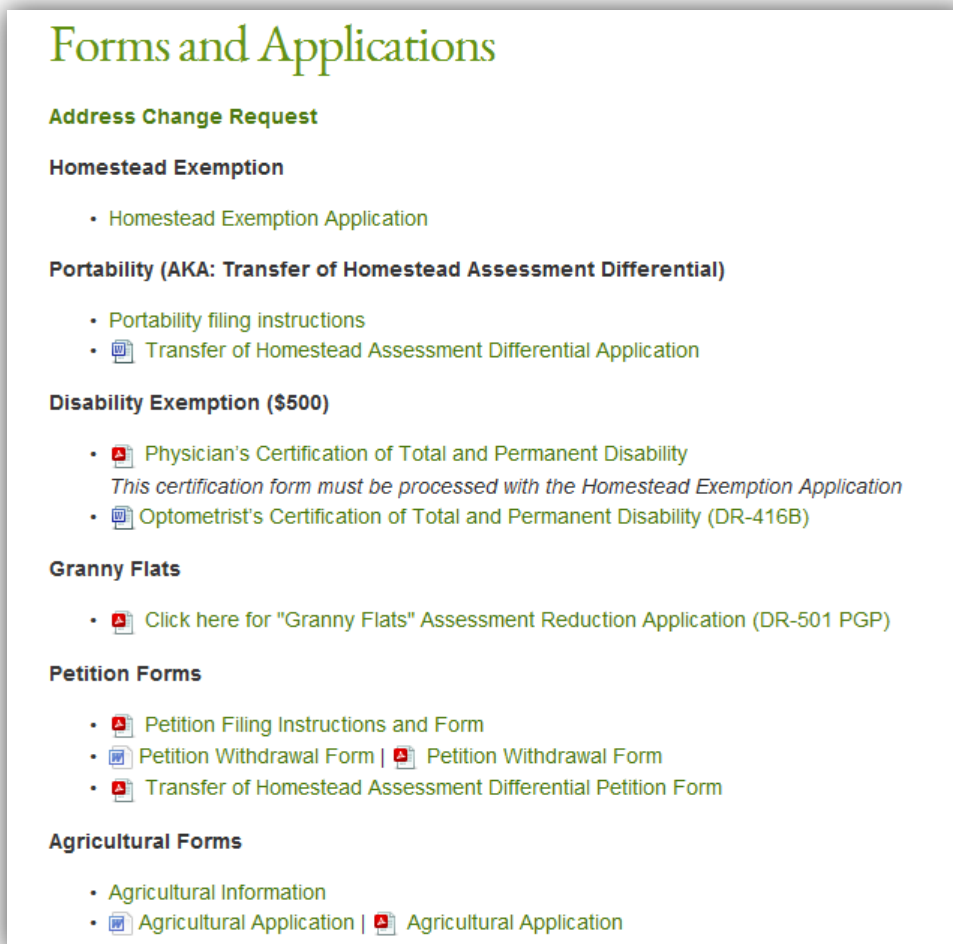 Forms and Applications
Address Change Request
Homestead Exemption
• Homestead Exemption Application
Portability (AKA: Transfer of Homestead Assessment Differential)
• Portability filing instructions
• Transfer of Homestead Assessment Differential Application
Disability Exemption ($500)
• Physician's Certification of Total and Permanent Disability
This certification form must be processed with the Homestead Exemption Application
• Optometrist's Certification of Total and Permanent Disability (DR-416B)
Granny Flats
• Click here for "Granny Flats" Assessment Reduction Application (DR-501 PGP)
Petition Forms
• Petition Filing Instructions and Form
• Petition Withdrawal Form | Petition Withdrawal Form
• Transfer of Homestead Assessment Differential Petition Form
Agricultural Forms
• Agricultural Information
• Agricultural Application | Agricultural Application